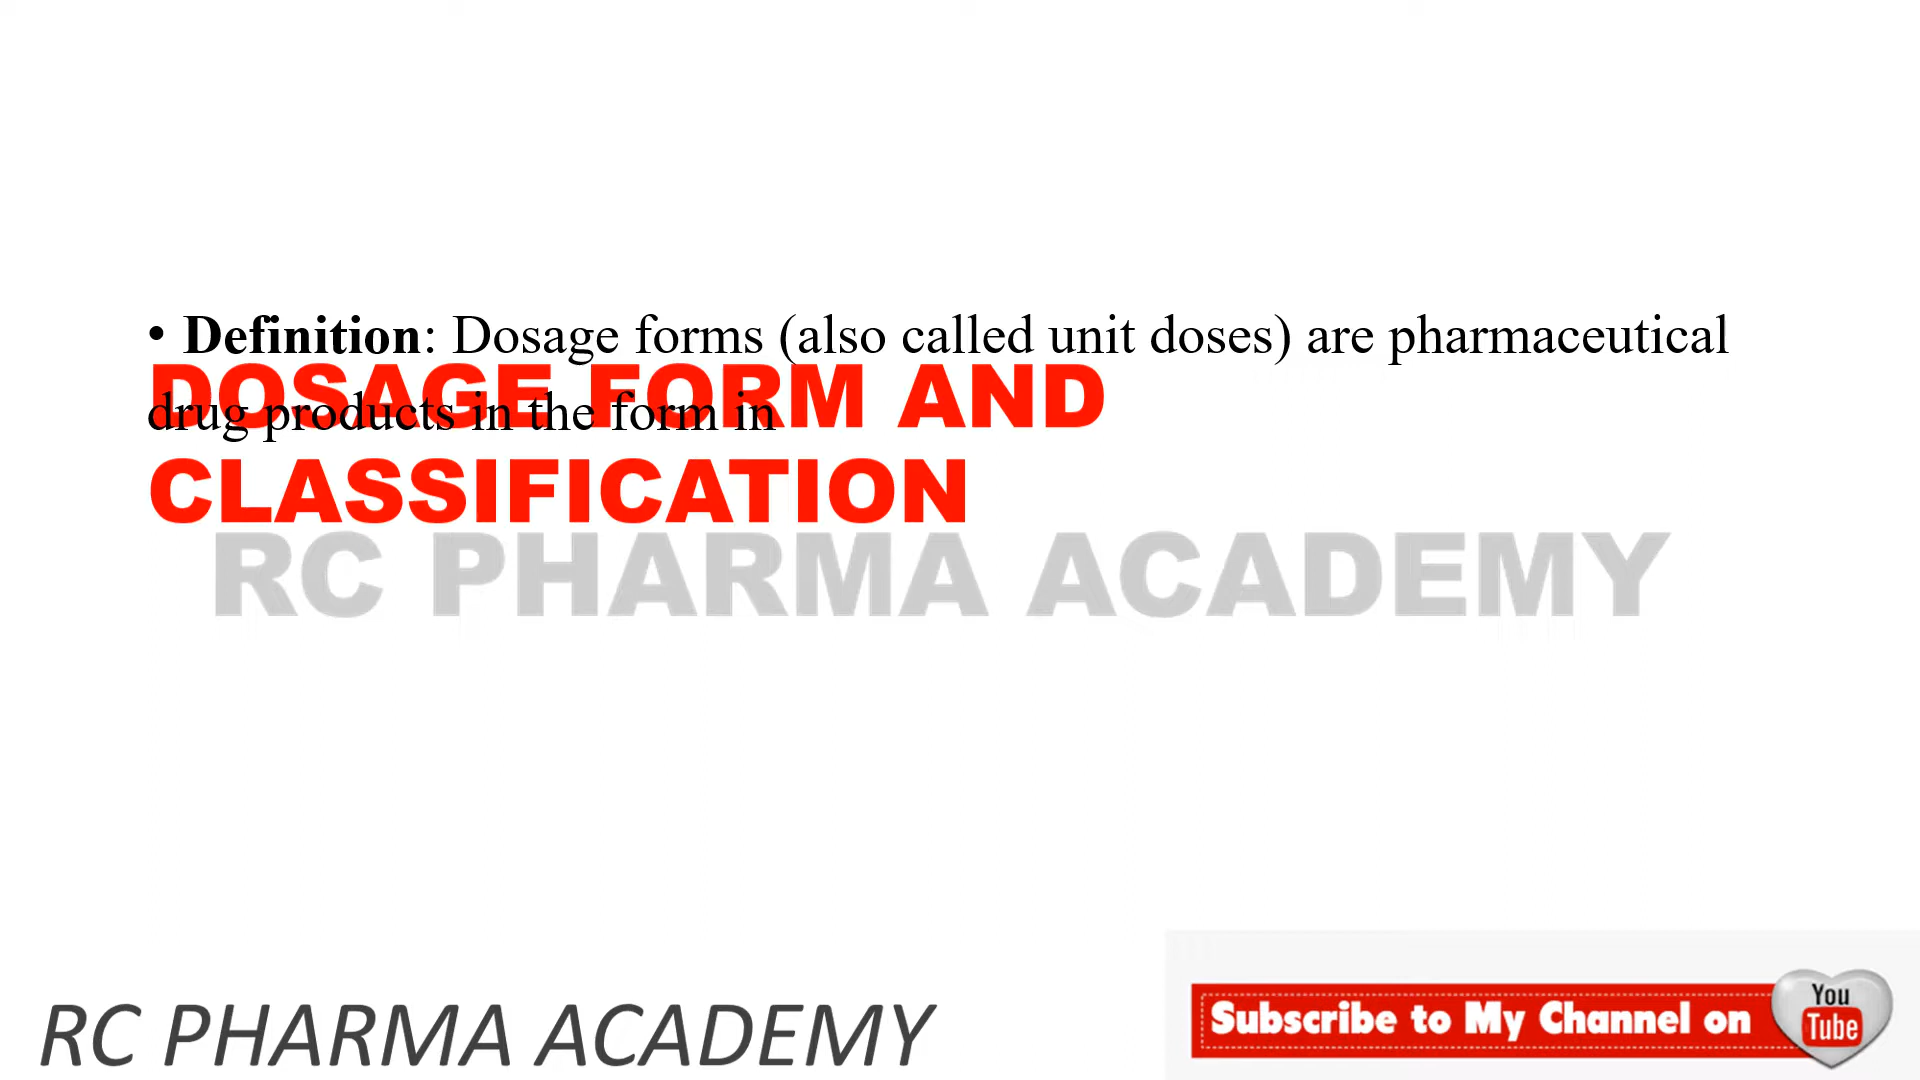 • Definition: Dosage forms (also called unit doses) are pharmaceutical
drug products in the form in
DOSAGE FORM AND
CLASSIFICATION
RC PHARMA ACADEMY
RC PHARMA ACADEMY
Subscribe to My Channel on
You
Tube